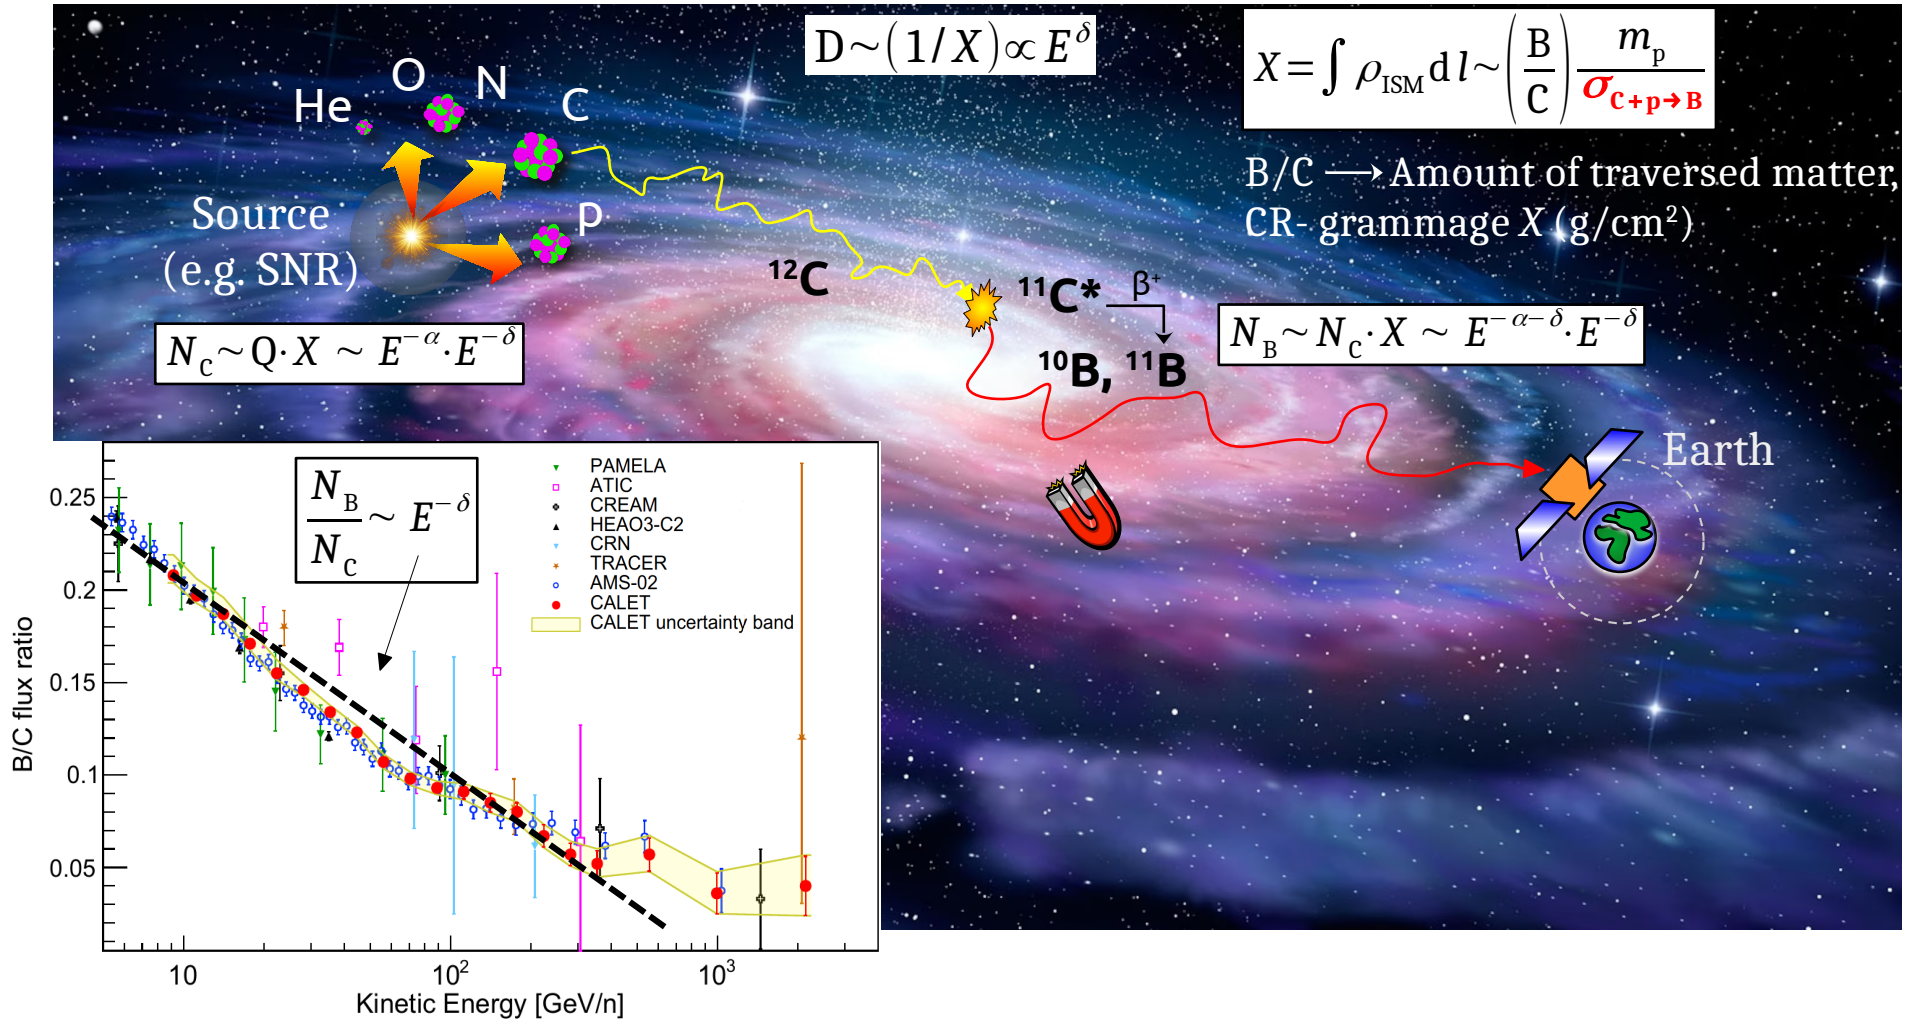 D ~ (1/X) ∝ E^δ
X = ∫ ρ_ISM d l ~ (B/C) m_p/σ_C+p→B
O
N
He
C
B/C ⟶ Amount of traversed matter,
CR- grammage X (g/cm²)
Source
(e.g. SNR)
p
¹²C
¹¹C* β⁺
¹⁰B, ¹¹B
N_C ~ Q·X ~ E^−α·E^−δ
N_B ~ N_C·X ~ E^−α−δ·E^−δ
Earth
N_B/N_C ~ E^−δ
PAMELA
ATIC
CREAM
HEAO3-C2
CRN
TRACER
AMS-02
CALET
CALET uncertainty band
B/C flux ratio
0.25
0.2
0.15
0.1
0.05
10 10² 10³
Kinetic Energy [GeV/n]